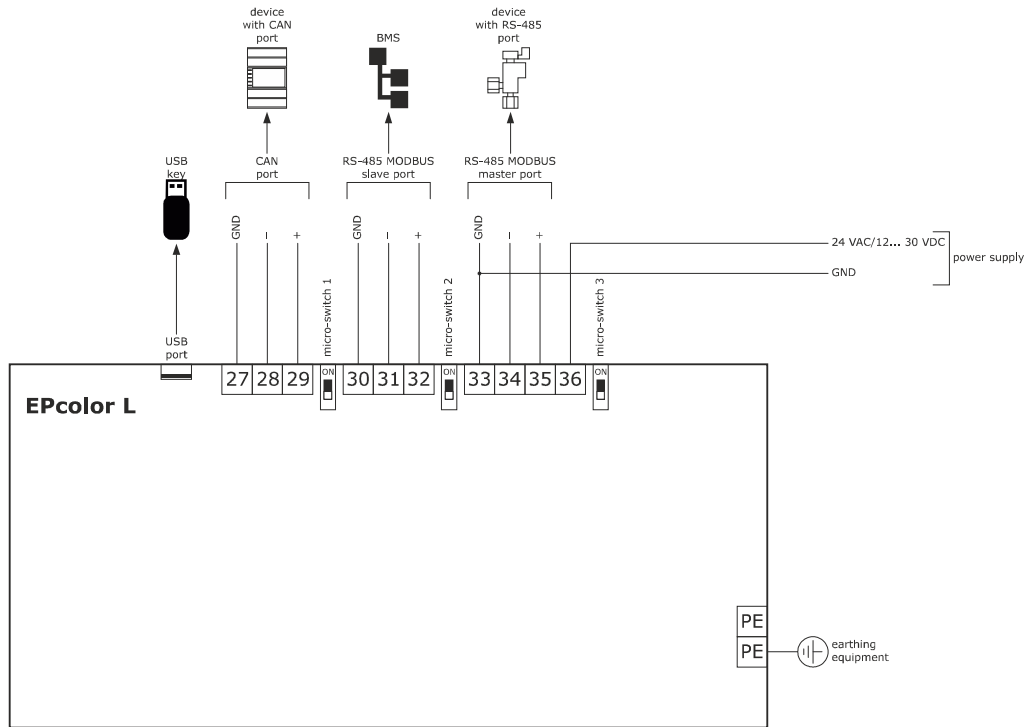 device
with CAN
port
BMS
device
with RS-485
port
USB
key
CAN
port
RS-485 MODBUS
slave port
RS-485 MODBUS
master port
GND
–
+
GND
–
+
GND
–
+
24 VAC/12... 30 VDC
GND
power supply
micro-switch 1
micro-switch 2
micro-switch 3
USB
port
27 28 29 ON 30 31 32 ON 33 34 35 36 ON
EPcolor L
PE
PE
earthing
equipment